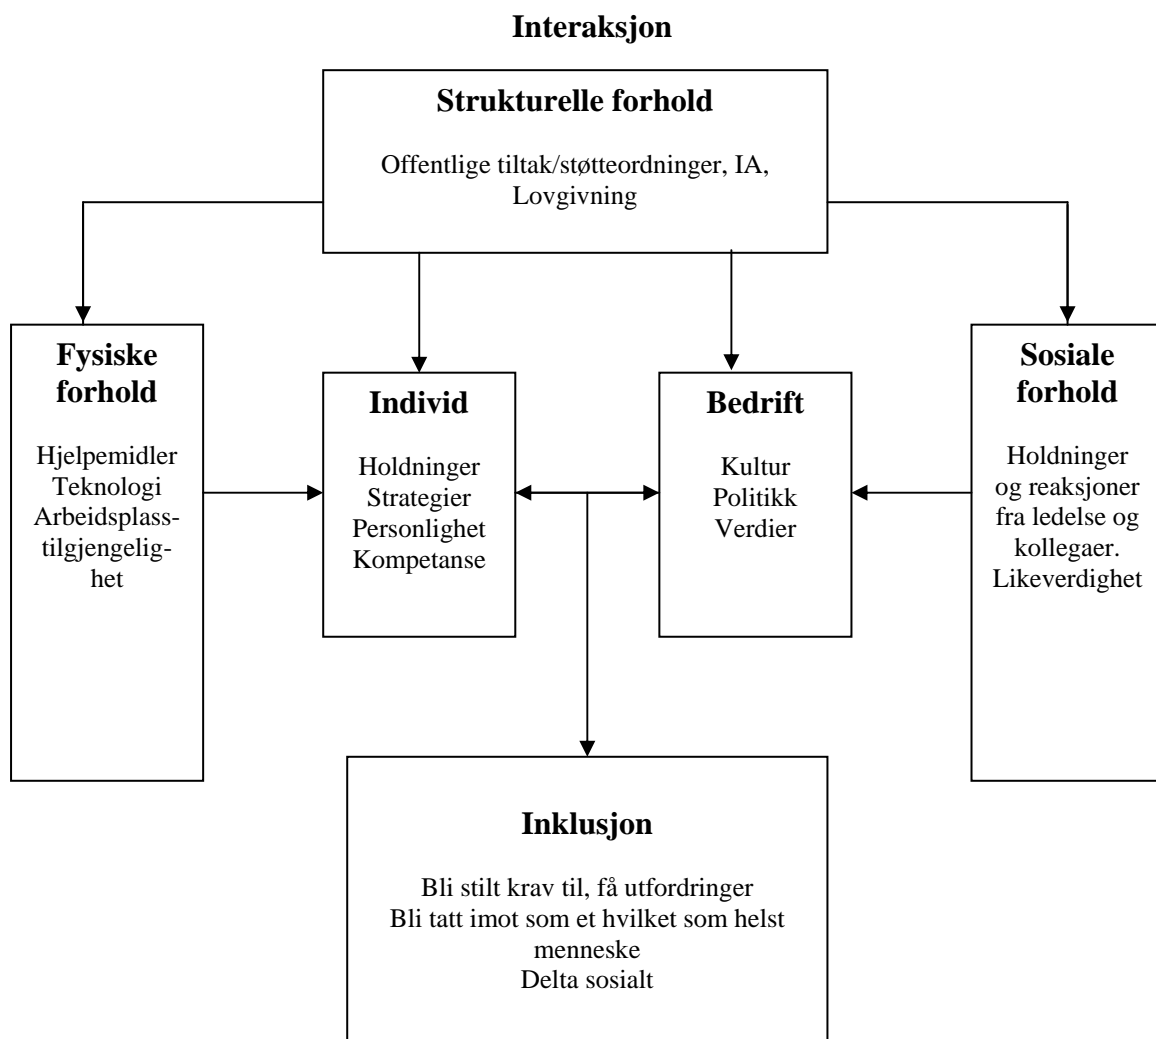 Interaksjon
Strukturelle forhold
Offentlige tiltak/støtteordninger, IA,
Lovgivning
Fysiske
forhold
Hjelpemidler
Teknologi
Arbeidsplass-
tilgjengelig-
het
Individ
Holdninger
Strategier
Personlighet
Kompetanse
Bedrift
Kultur
Politikk
Verdier
Sosiale
forhold
Holdninger
og reaksjoner
fra ledelse og
kollegaer.
Likeverdighet
Inklusjon
Bli stilt krav til, få utfordringer
Bli tatt imot som et hvilket som helst
menneske
Delta sosialt